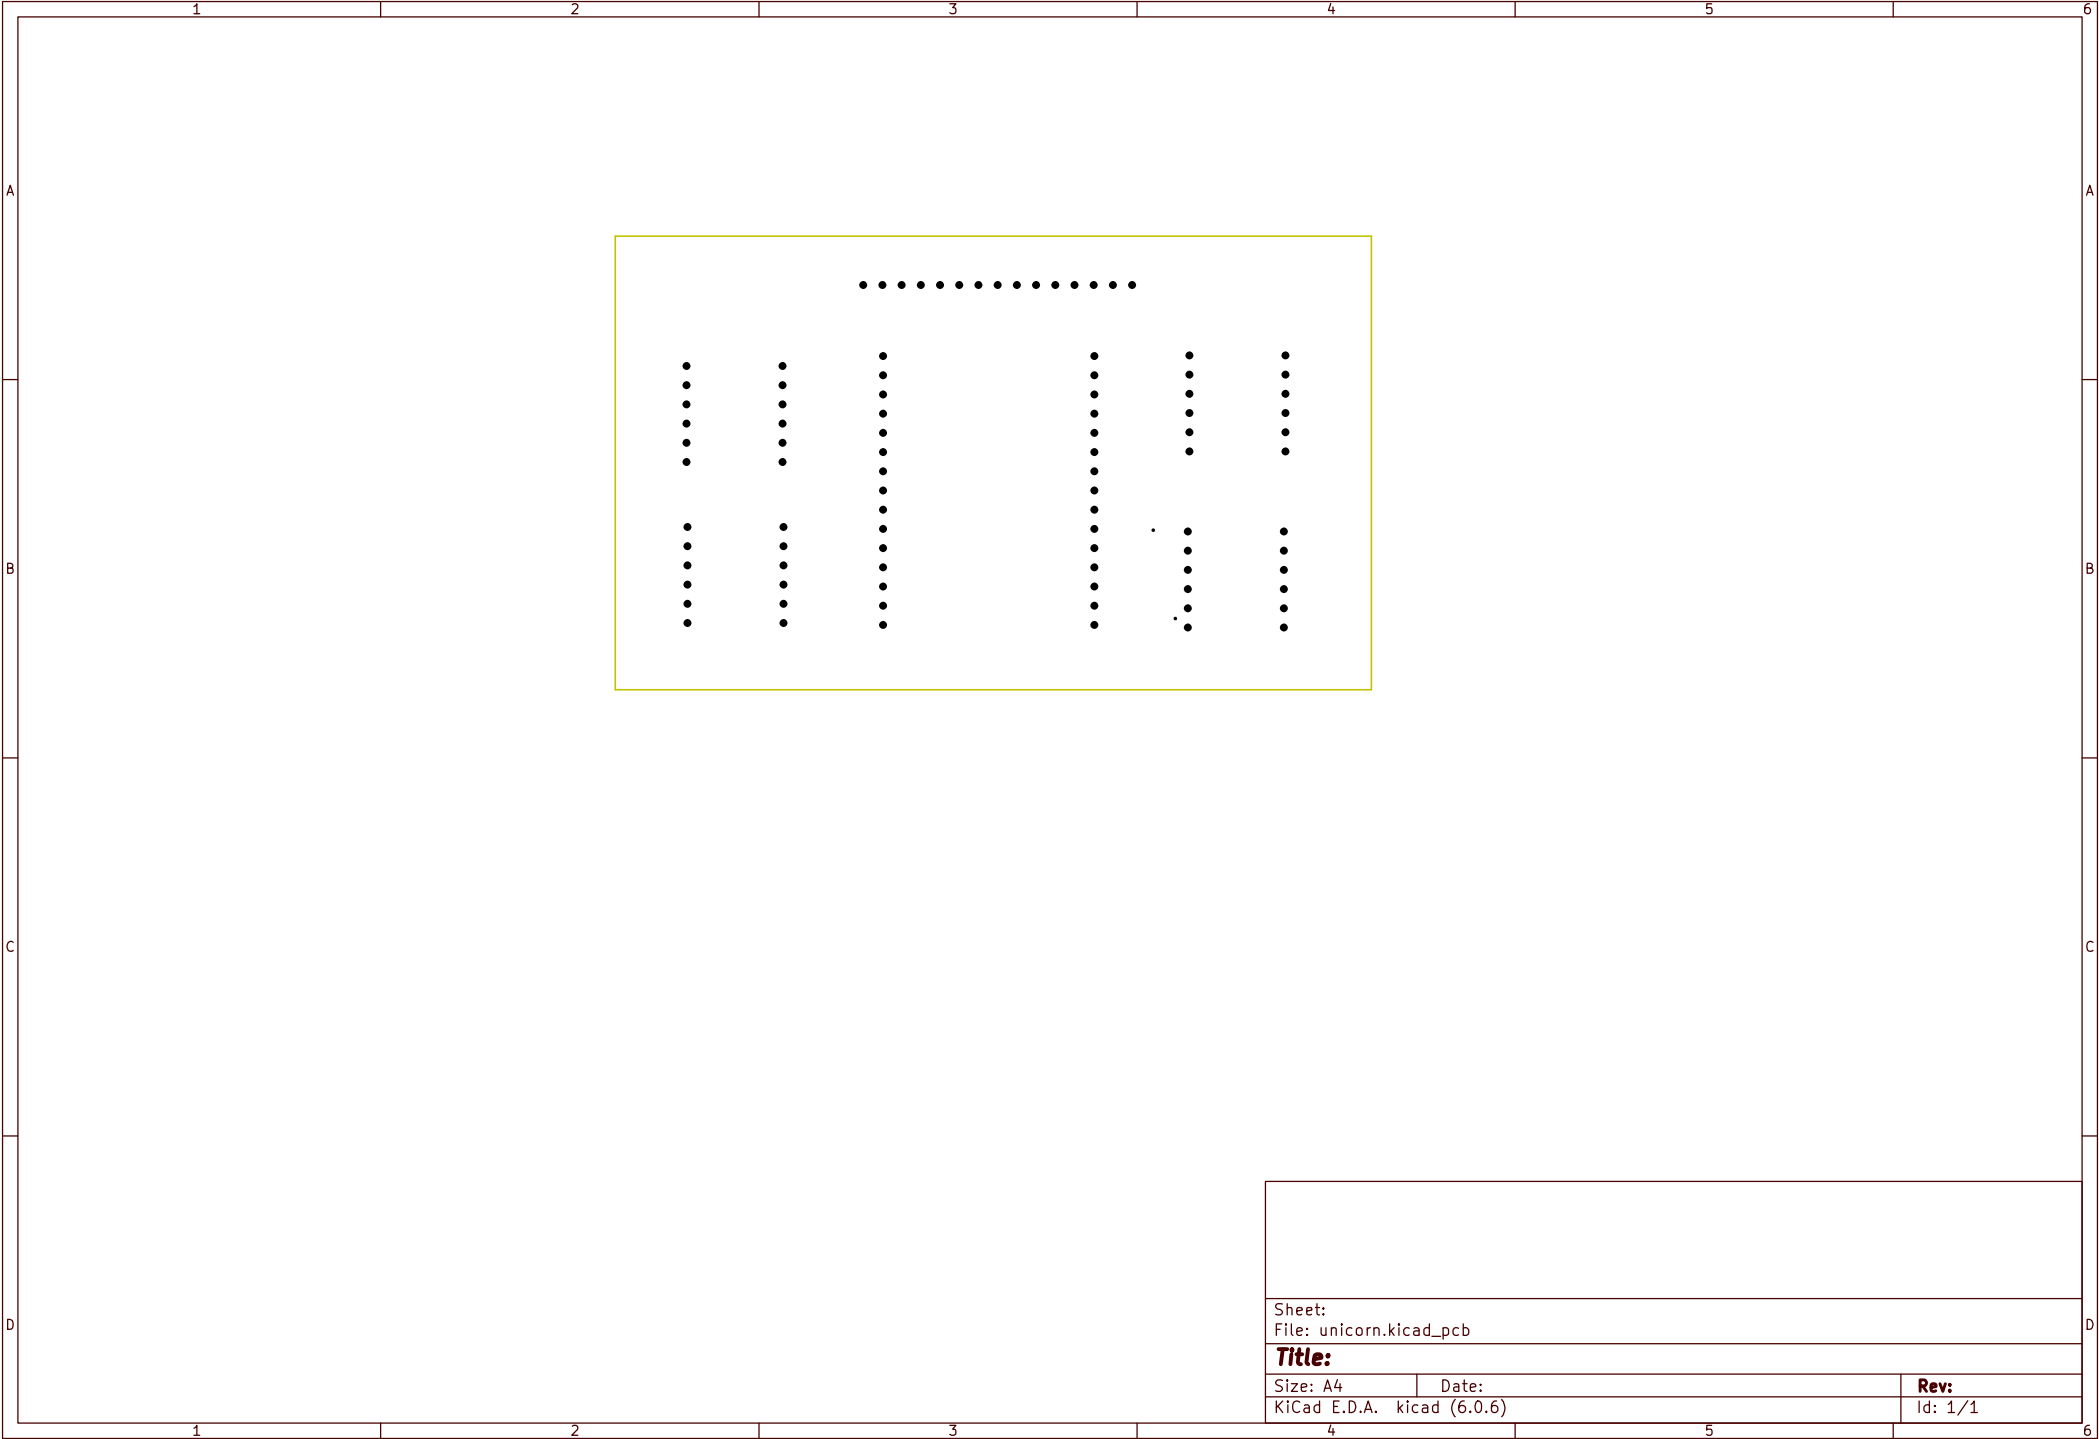 1 2 3 4 5 6
A A
B B
C C
Sheet:
File: unicorn.kicad_pcb
D D
Title:
Size: A4 Date: Rev:
KiCad E.D.A. kicad (6.0.6) Id: 1/1
1 2 3 4 5 6